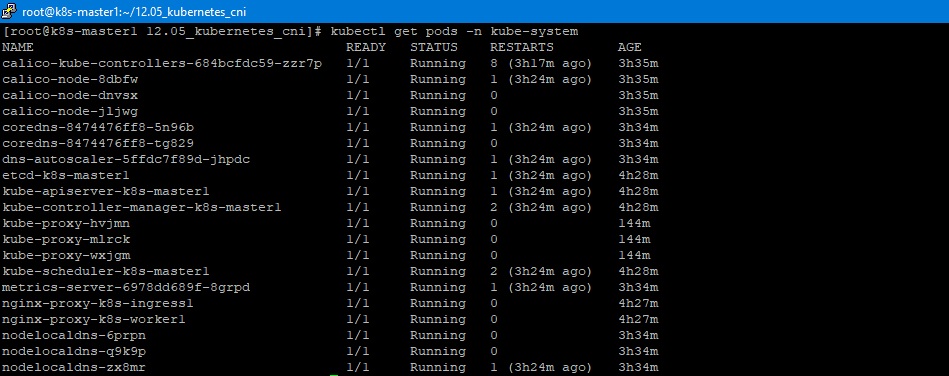 root@k8s-master1:~/12.05_kubernetes_cni
[root@k8s-master1 12.05_kubernetes_cni]# kubectl get pods -n kube-system
NAME READY STATUS RESTARTS AGE
calico-kube-controllers-684bcfdc59-zzr7p 1/1 Running 8 (3h17m ago) 3h35m
calico-node-8dbfw 1/1 Running 1 (3h24m ago) 3h35m
calico-node-dnvsx 1/1 Running 0 3h35m
calico-node-jljwg 1/1 Running 0 3h35m
coredns-8474476ff8-5n96b 1/1 Running 1 (3h24m ago) 3h34m
coredns-8474476ff8-tg829 1/1 Running 0 3h34m
dns-autoscaler-5ffdc7f89d-jhpdc 1/1 Running 1 (3h24m ago) 3h34m
etcd-k8s-master1 1/1 Running 1 (3h24m ago) 4h28m
kube-apiserver-k8s-master1 1/1 Running 1 (3h24m ago) 4h28m
kube-controller-manager-k8s-master1 1/1 Running 2 (3h24m ago) 4h28m
kube-proxy-hvjmn 1/1 Running 0 144m
kube-proxy-mlrck 1/1 Running 0 144m
kube-proxy-wxjgm 1/1 Running 0 144m
kube-scheduler-k8s-master1 1/1 Running 2 (3h24m ago) 4h28m
metrics-server-6978dd689f-8grpd 1/1 Running 1 (3h24m ago) 3h34m
nginx-proxy-k8s-ingress1 1/1 Running 0 4h27m
nginx-proxy-k8s-worker1 1/1 Running 0 4h27m
nodelocaldns-6prpn 1/1 Running 0 3h34m
nodelocaldns-q9k9p 1/1 Running 0 3h34m
nodelocaldns-zx8mr 1/1 Running 1 (3h24m ago) 3h34m